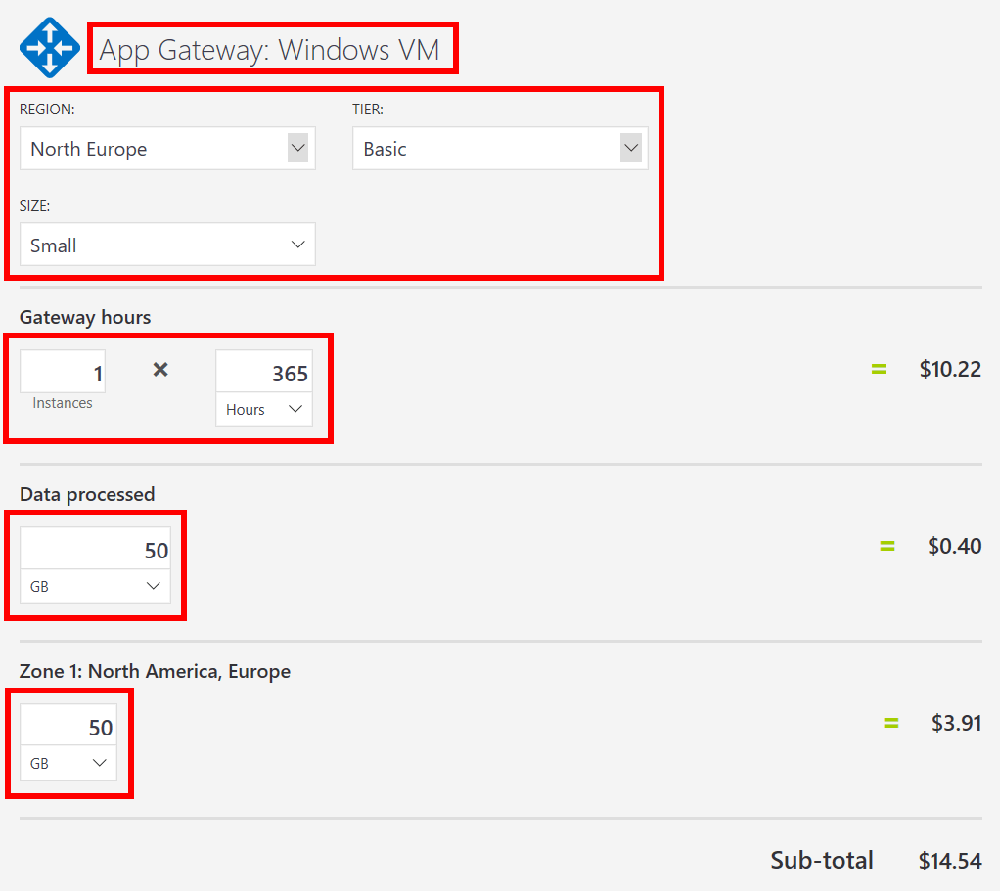 App Gateway: Windows VM
REGION: TIER:
North Europe Basic
SIZE:
Small
Gateway hours
1 × 365 = $10.22
Instances Hours
Data processed
50 = $0.40
GB
Zone 1: North America, Europe
50 = $3.91
GB
Sub-total $14.54